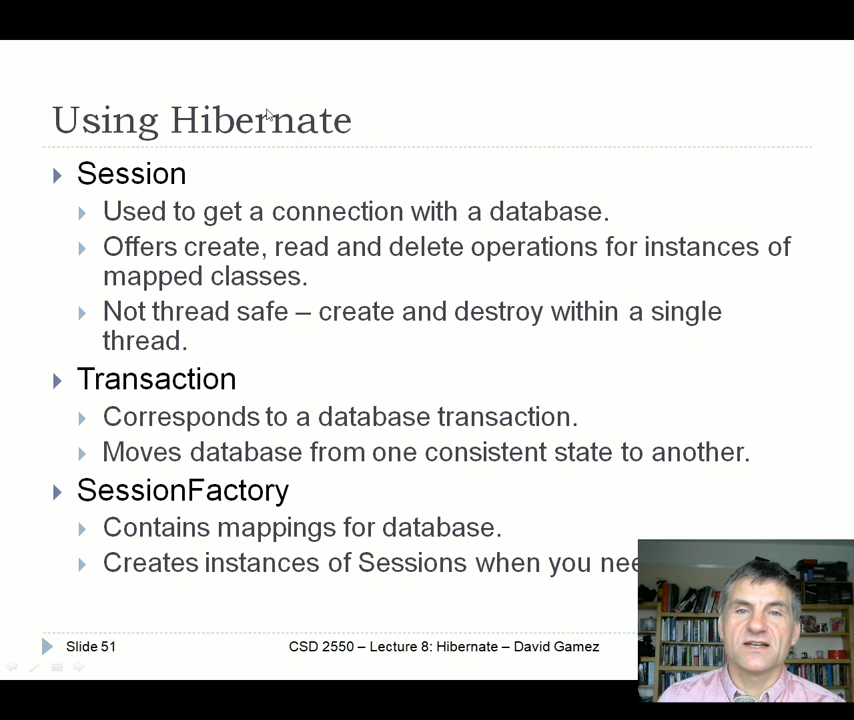 Using Hibernate
Session
Used to get a connection with a database.
Offers create, read and delete operations for instances of
mapped classes.
Not thread safe – create and destroy within a single
thread.
Transaction
Corresponds to a database transaction.
Moves database from one consistent state to another.
SessionFactory
Contains mappings for database.
Creates instances of Sessions when you
Slide 51
CSD 2550 – Lecture 8: Hibernate – David Gamez